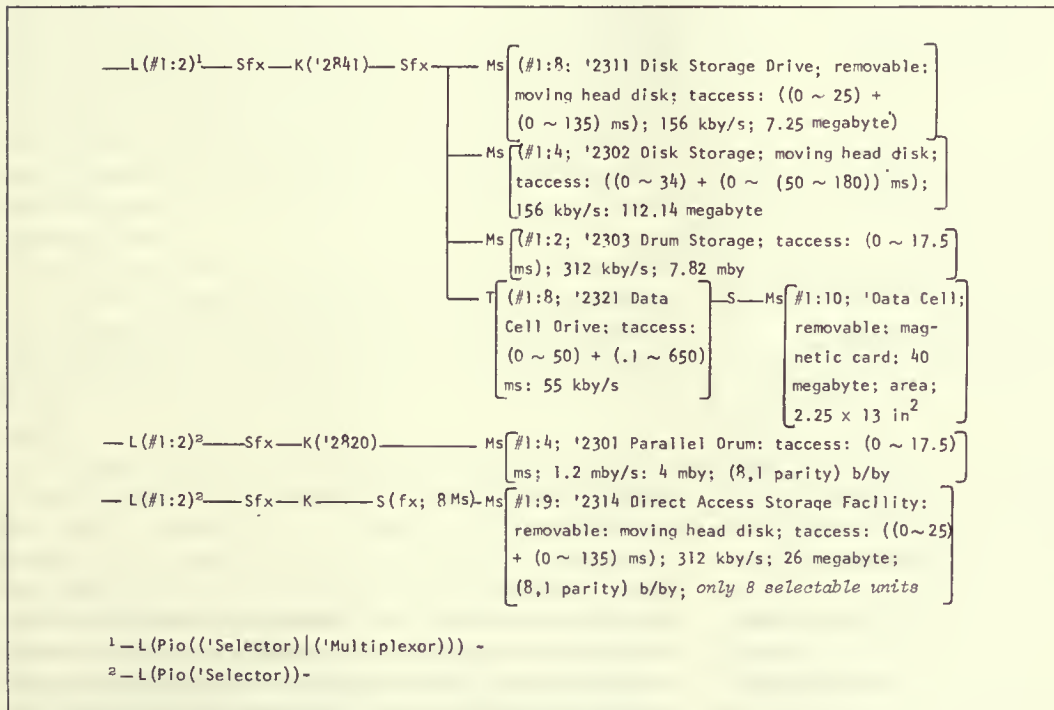 L(#1:2)¹ Sfx K('2841) Sfx Ms (#1:8: '2311 Disk Storage Drive; removable;
moving head disk; taccess: ((0 ~ 25) +
(0 ~ 135) ms); 156 kby/s; 7.25 megabyte)
Ms (#1:4; '2302 Disk Storage; moving head disk;
taccess: ((0 ~ 34) + (0 ~ (50 ~ 180)) ms);
156 kby/s: 112.14 megabyte
Ms (#1:2; '2303 Drum Storage; taccess: (0 ~ 17.5
ms); 312 kby/s; 7.82 mby
T (#1:8; '2321 Data
Cell Drive; taccess:
(0 ~ 50) + (.1 ~ 650)
ms: 55 kby/s
S Ms #1:10; 'Data Cell;
removable; mag-
netic card; 40
megabyte; area;
2.25 x 13 in²
L(#1:2)² Sfx K('2820) Ms #1:4; '2301 Parallel Drum: taccess: (0 ~ 17.5)
ms; 1.2 mby/s: 4 mby; (8,1 parity) b/by
L(#1:2)² Sfx K S(fx; 8 Ms) Ms #1:9: '2314 Direct Access Storage Facility:
removable: moving head disk; taccess: ((0~25)
+ (0 ~ 135) ms); 312 kby/s; 26 megabyte;
(8,1 parity) b/by; only 8 selectable units
¹ — L(Pio(('Selector)|('Multiplexor))) -
² — L(Pio('Selector))-